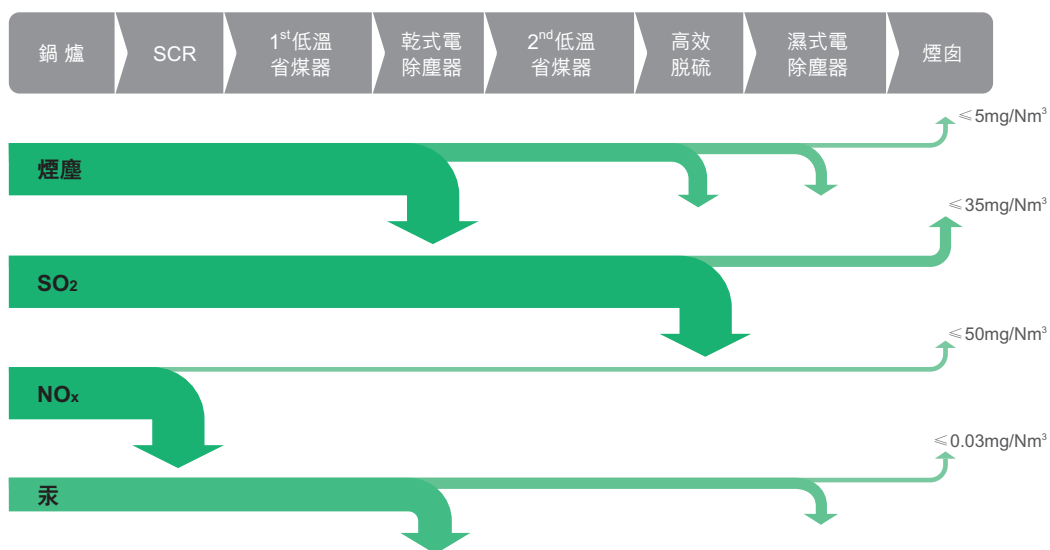 鍋 爐
SCR
1st低溫
省煤器
乾式電
除塵器
2nd低溫
省煤器
高效
脱硫
濕式電
除塵器
煙囱
≤5mg/Nm³
煙塵
≤35mg/Nm³
SO₂
≤50mg/Nm³
NOx
≤0.03mg/Nm³
汞